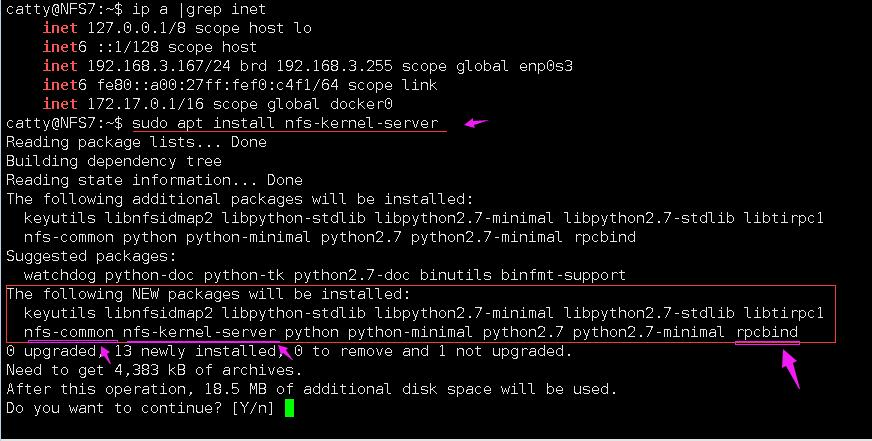 catty@NFS7:~$ ip a |grep inet
inet 127.0.0.1/8 scope host lo
inet6 ::1/128 scope host
inet 192.168.3.167/24 brd 192.168.3.255 scope global enp0s3
inet6 fe80::a00:27ff:fef0:c4f1/64 scope link
inet 172.17.0.1/16 scope global docker0
catty@NFS7:~$ sudo apt install nfs-kernel-server
Reading package lists... Done
Building dependency tree
Reading state information... Done
The following additional packages will be installed:
keyutils libnfsidmap2 libpython-stdlib libpython2.7-minimal libpython2.7-stdlib libtirpc1
nfs-common python python-minimal python2.7 python2.7-minimal rpcbind
Suggested packages:
watchdog python-doc python-tk python2.7-doc binutils binfmt-support
The following NEW packages will be installed:
keyutils libnfsidmap2 libpython-stdlib libpython2.7-minimal libpython2.7-stdlib libtirpc1
nfs-common nfs-kernel-server python python-minimal python2.7 python2.7-minimal rpcbind
0 upgraded, 13 newly installed, 0 to remove and 1 not upgraded.
Need to get 4,383 kB of archives.
After this operation, 18.5 MB of additional disk space will be used.
Do you want to continue? [Y/n]